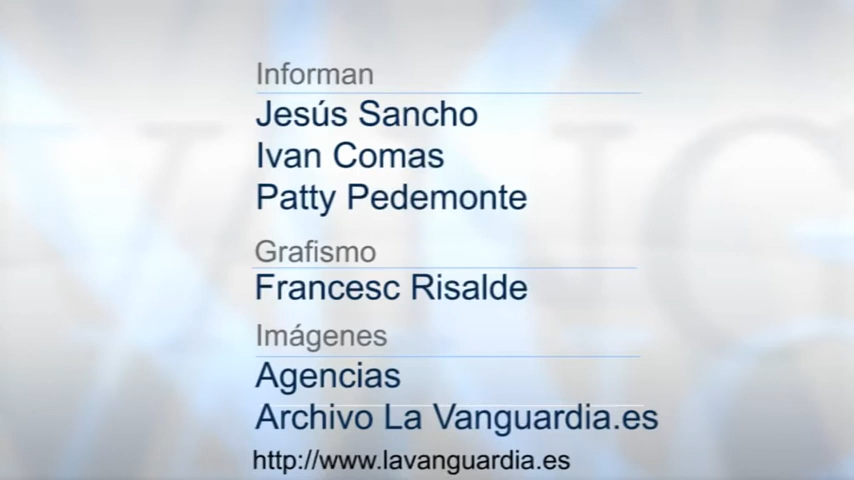 Informan
Jesús Sancho
Ivan Comas
Patty Pedemonte
Grafismo
Francesc Risalde
Imágenes
Agencias
Archivo La Vanguardia.es
http://www.lavanguardia.es